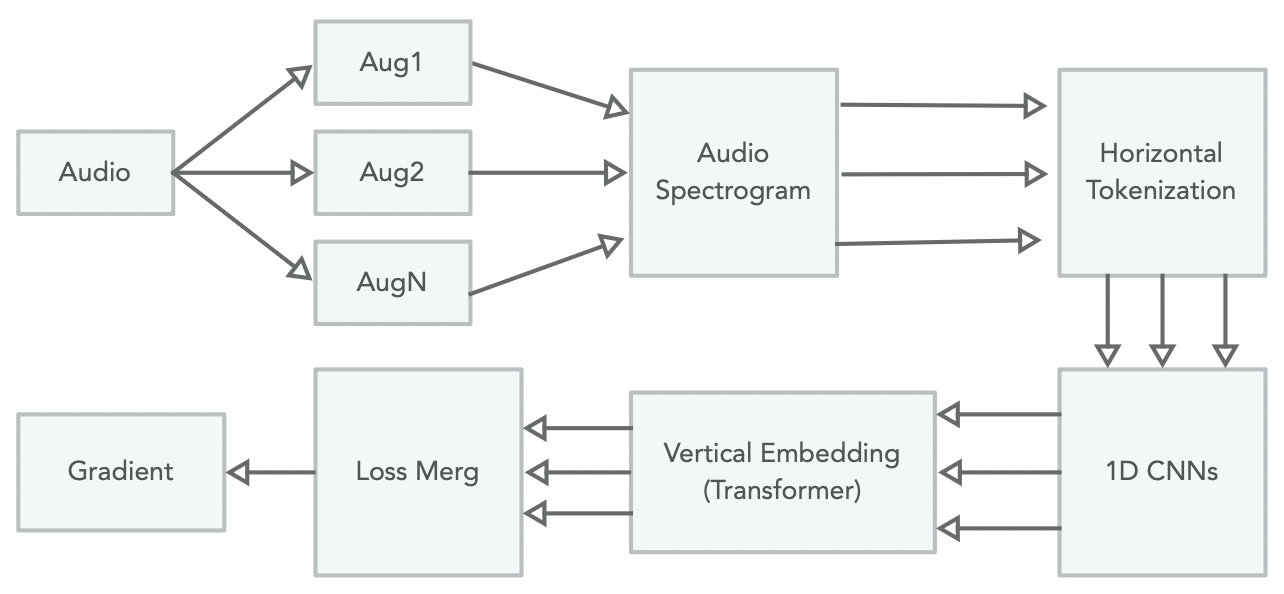 Aug1
Audio
Aug2
AugN
Audio
Spectrogram
Horizontal
Tokenization
Gradient
Loss Merg
Vertical Embedding
(Transformer)
1D CNNs